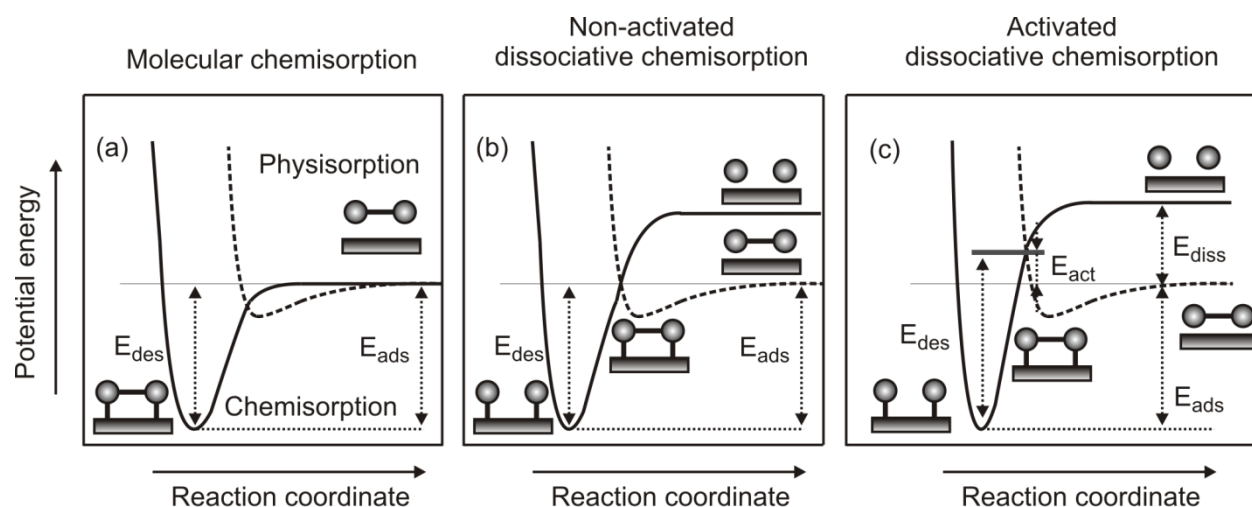 Molecular chemisorption
Non-activated
dissociative chemisorption
Activated
dissociative chemisorption
Potential energy
(a)
Physisorption
E_des
E_ads
Chemisorption
Reaction coordinate
(b)
E_des
E_ads
Reaction coordinate
(c)
E_act
E_diss
E_des
E_ads
Reaction coordinate